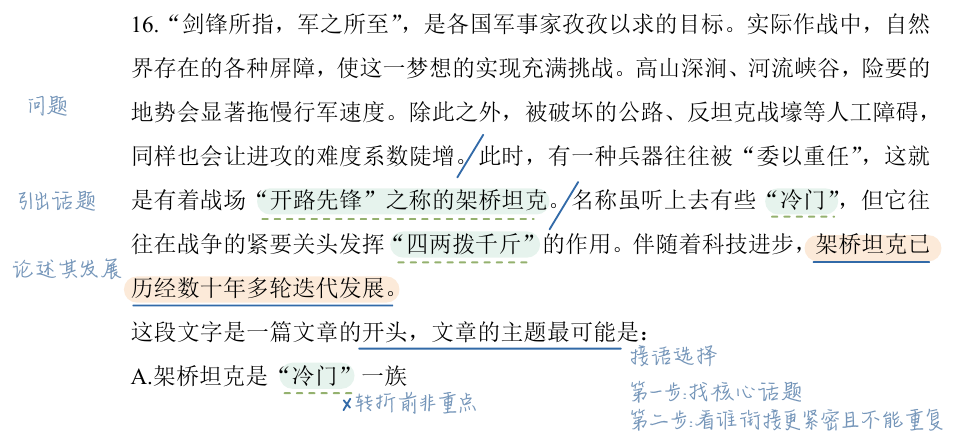 16.“剑锋所指，军之所至”，是各国军事家孜孜以求的目标。实际作战中，自然
界存在的各种屏障，使这一梦想的实现充满挑战。高山深涧、河流峡谷，险要的
问题
地势会显著拖慢行军速度。除此之外，被破坏的公路、反坦克战壕等人工障碍，
同样也会让进攻的难度系数陡增。此时，有一种兵器往往被“委以重任”，这就
引出话题
是有着战场“开路先锋”之称的架桥坦克。名称虽听上去有些“冷门”，但它往
往在战争的紧要关头发挥“四两拨千斤”的作用。伴随着科技进步，架桥坦克已
论述其发展
历经数十年多轮迭代发展。
这段文字是一篇文章的开头，文章的主题最可能是：
接语选择
A.架桥坦克是“冷门”一族
第一步:找核心话题
x转折前非重点
第二步:看谁衔接更紧密且不能重复